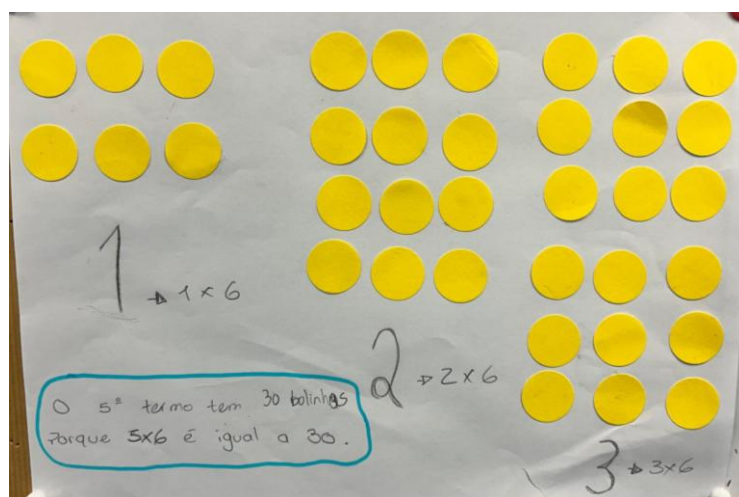 1 → 1 × 6
2 → 2 × 6
3 → 3 × 6
O 5º termo tem 30 bolinhas
Porque 5x6 é igual a 30.